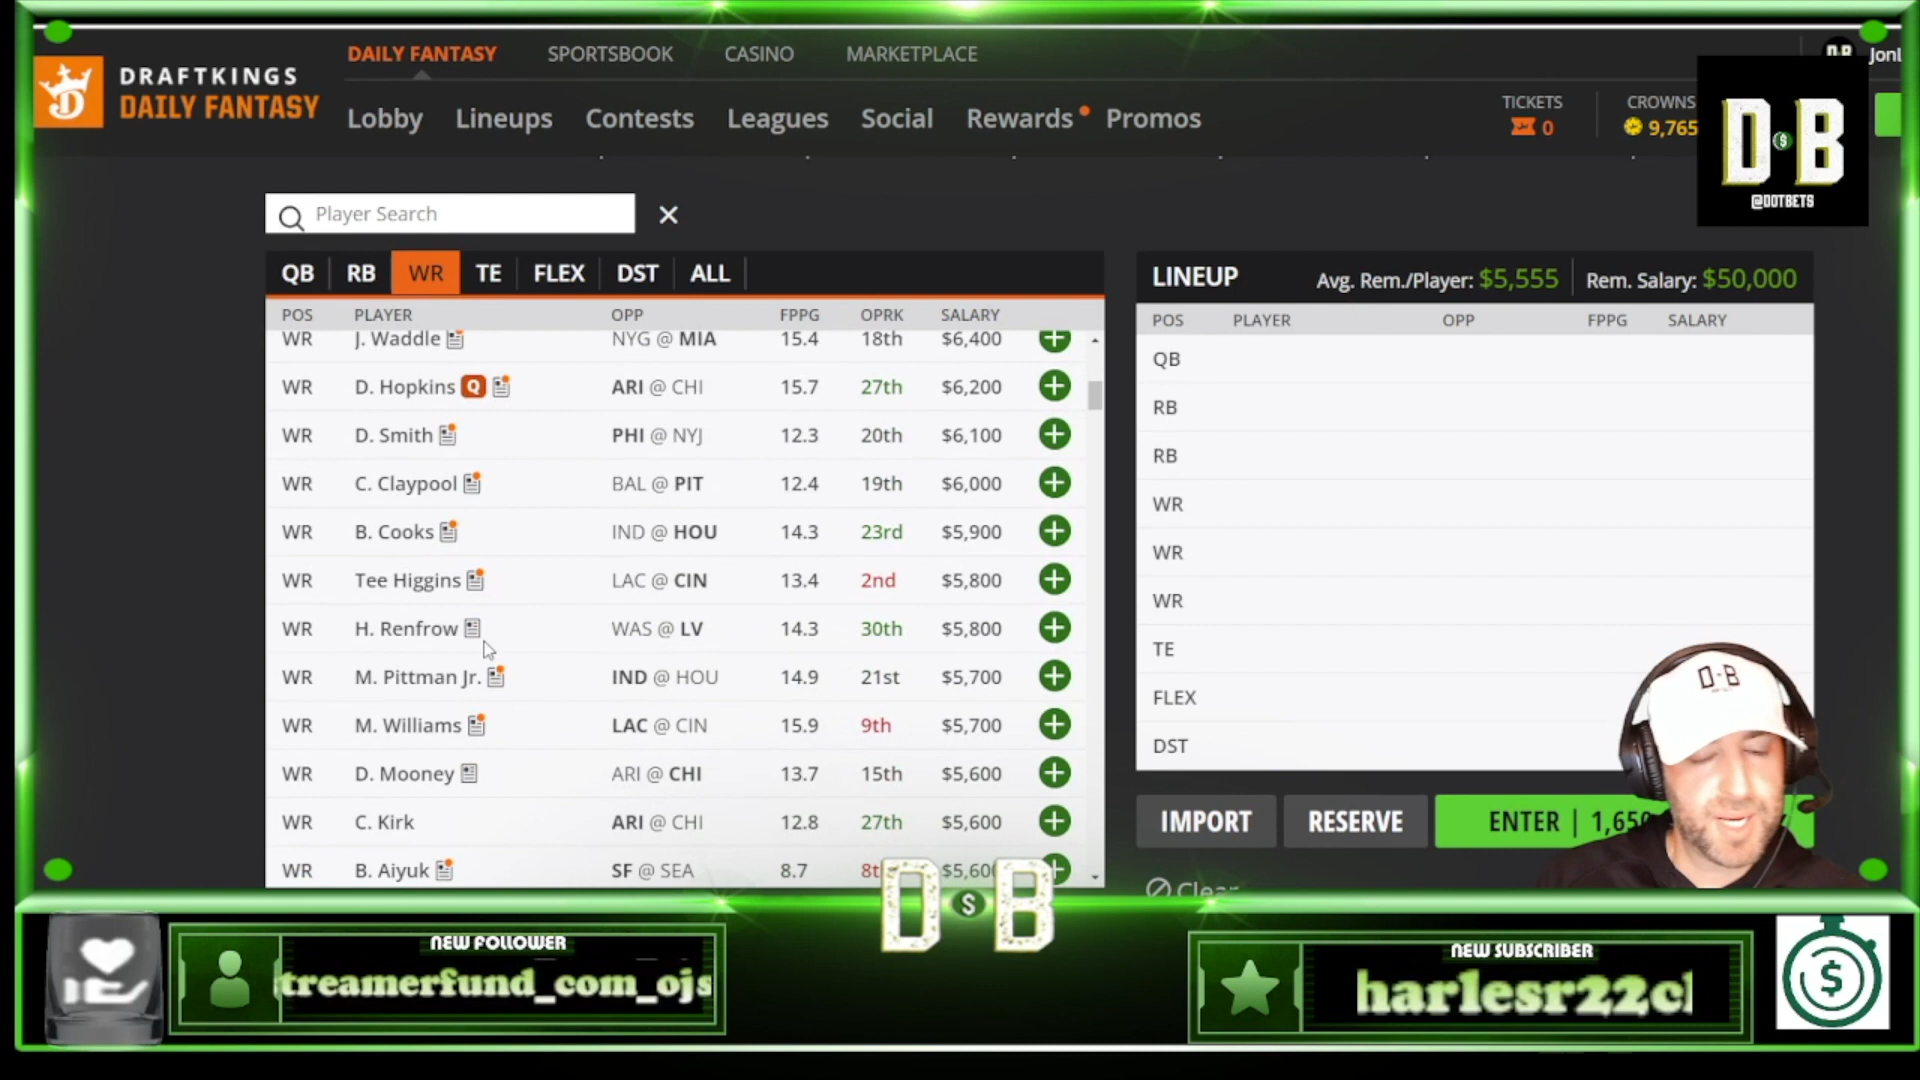 DAILY FANTASY SPORTSBOOK CASINO MARKETPLACE
DRAFTKINGS
DAILY FANTASY
Lobby Lineups Contests Leagues Social Rewards Promos
TICKETS
0
CROWNS
9,765
D$B
@DOTBETS
Player Search
QB RB WR TE FLEX DST ALL
POS PLAYER OPP FPPG OPRK SALARY
WR J. Waddle NYG @ MIA 15.4 18th $6,400
WR D. Hopkins Q ARI @ CHI 15.7 27th $6,200
WR D. Smith PHI @ NYJ 12.3 20th $6,100
WR C. Claypool BAL @ PIT 12.4 19th $6,000
WR B. Cooks IND @ HOU 14.3 23rd $5,900
WR Tee Higgins LAC @ CIN 13.4 2nd $5,800
WR H. Renfrow WAS @ LV 14.3 30th $5,800
WR M. Pittman Jr. IND @ HOU 14.9 21st $5,700
WR M. Williams LAC @ CIN 15.9 9th $5,700
WR D. Mooney ARI @ CHI 13.7 15th $5,600
WR C. Kirk ARI @ CHI 12.8 27th $5,600
WR B. Aiyuk SF @ SEA 8.7 8t $5,600
LINEUP Avg. Rem./Player: $5,555 Rem. Salary: $50,000
POS PLAYER OPP FPPG SALARY
QB
RB
RB
WR
WR
WR
TE
FLEX
DST
D-B
IMPORT RESERVE ENTER | 1,650
Clear
D$B
NEW FOLLOWER
treamerfund_com_ojs
NEW SUBSCRIBER
harlesr22cl
$